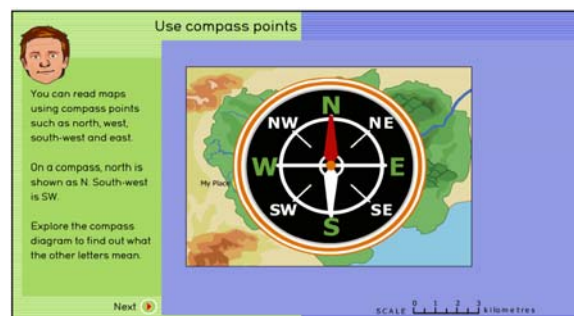 Use compass points
You can read maps
using compass points
such as north, west,
south-west and east.
On a compass, north is
shown as N. South-west
is SW.
Explore the compass
diagram to find out what
the other letters mean.
Next
N
NW NE
W E
My Place
SW SE
S
SCALE 0 1 2 3 kilometres